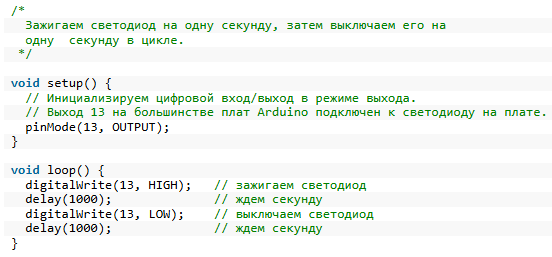 /*
  Зажигаем светодиод на одну секунду, затем выключаем его на
  одну  секунду в цикле.
 */
void setup() {
  // Инициализируем цифровой вход/выход в режиме выхода.
  // Выход 13 на большинстве плат Arduino подключен к светодиоду на плате.
  pinMode(13, OUTPUT);
}
void loop() {
  digitalWrite(13, HIGH);   // зажигаем светодиод
  delay(1000);              // ждем секунду
  digitalWrite(13, LOW);    // выключаем светодиод
  delay(1000);              // ждем секунду
}